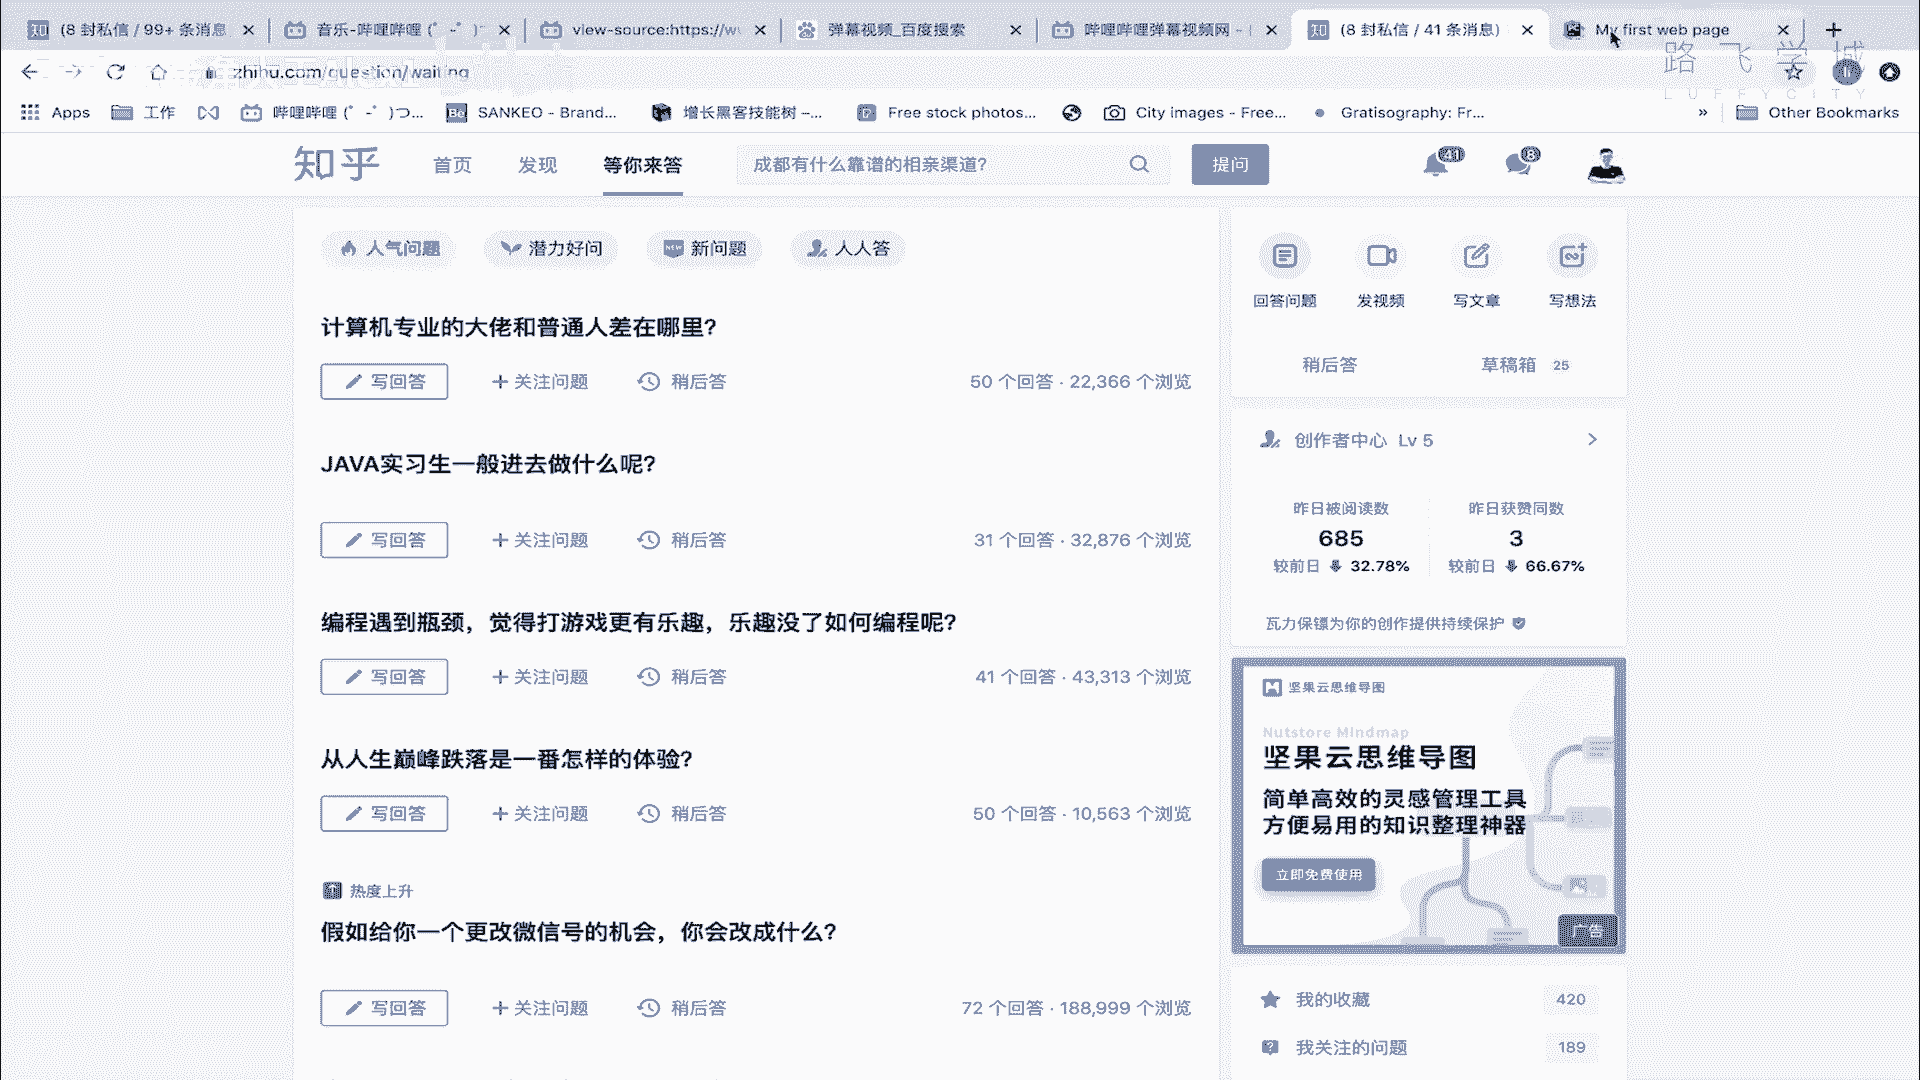 (8 封私信 / 99+ 条消息
音乐-哔哩哔哩 (゜-゜)
view-source:https://w
弹幕视频_百度搜索
哔哩哔哩弹幕视频网 -
(8 封私信 / 41 条消息)
My first web page
路飞学城
LUFFYCITY
zhihu.com/question/waiting
Apps
工作
哔哩哔哩 (゜-゜)つ...
SANKEO - Brand...
增长黑客技能树 –...
Free stock photos...
City images - Free...
Gratisography: Fr...
»
Other Bookmarks
知乎
首页
发现
等你来答
成都有什么靠谱的相亲渠道?
提问
41
8
人气问题
潜力好问
新问题
人人答
计算机专业的大佬和普通人差在哪里?
写回答
+ 关注问题
稍后答
50 个回答 · 22,366 个浏览
JAVA实习生一般进去做什么呢?
写回答
+ 关注问题
稍后答
31 个回答 · 32,876 个浏览
编程遇到瓶颈，觉得打游戏更有乐趣，乐趣没了如何编程呢?
写回答
+ 关注问题
稍后答
41 个回答 · 43,313 个浏览
从人生巅峰跌落是一番怎样的体验?
写回答
+ 关注问题
稍后答
50 个回答 · 10,563 个浏览
热度上升
假如给你一个更改微信号的机会，你会改成什么?
写回答
+ 关注问题
稍后答
72 个回答 · 188,999 个浏览
回答问题
发视频
写文章
写想法
稍后答
草稿箱 25
创作者中心 Lv 5
昨日被阅读数
685
较前日 32.78%
昨日获赞同数
3
较前日 66.67%
瓦力保镖为你的创作提供持续保护
坚果云思维导图
Nutstore Mindmap
坚果云思维导图
简单高效的灵感管理工具
方便易用的知识整理神器
立即免费使用
广告
我的收藏 420
我关注的问题 189